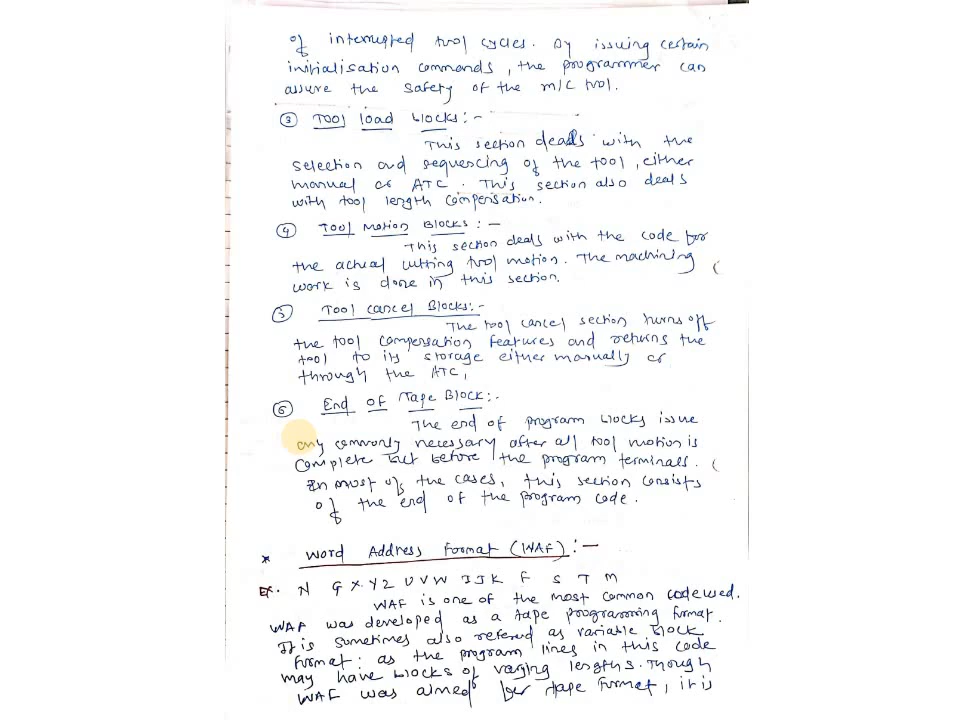 of interrupted tool cycles. By issuing certain
initialisation commands, the programmer can
assure the safety of the m/c tool.
③ Tool load blocks:-
This section deals with the
selection and sequencing of the tool, either
manual or ATC. This section also deals
with tool length compensation.
④ Tool Motion Blocks:-
This section deals with the code for
the actual cutting tool motion. The machining
work is done in this section.
⑤ Tool cancel Blocks:-
The tool cancel section turns off
the tool compensation features and returns the
tool to its storage either manually or
through the ATC,
⑥ End of Tape Block:-
The end of program blocks issue
any commonly necessary after all tool motion is
complete but before the program terminals.
In most of the cases, this section consists
of the end of the program code.
* Word Address Format (WAF):-
Ex. N G X Y Z U V W I J K F S T M
WAF is one of the most common code wed.
WAF was developed as a tape programming format.
It is sometimes also refered as variable Block
format: as the program lines in this code
may have blocks of varying lengths. Though
WAF was aimed for tape format, it is